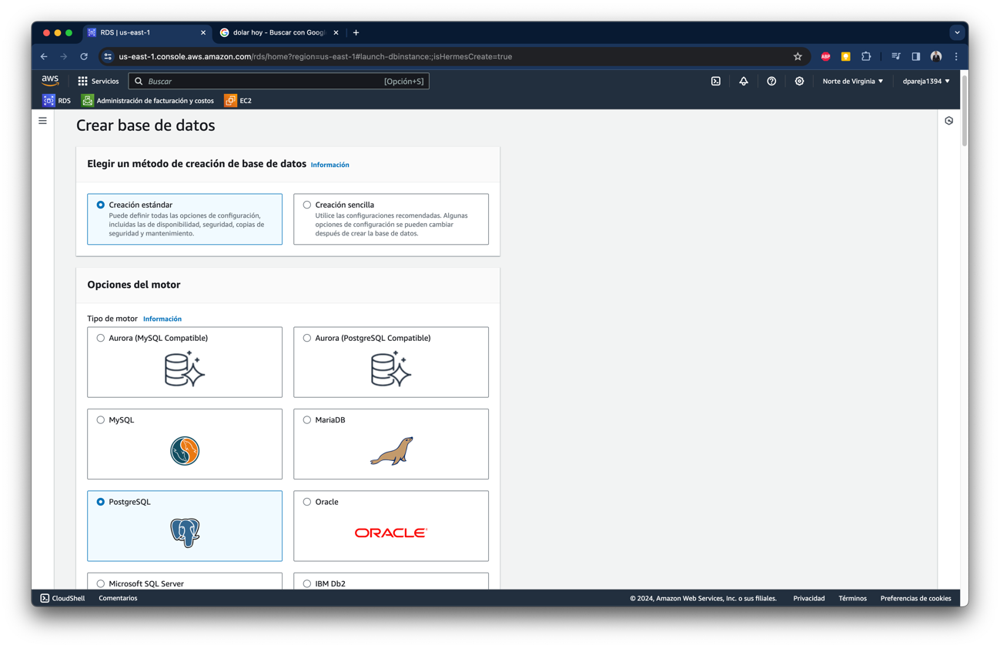 RDS | us-east-1
dolar hoy - Buscar con Googl
us-east-1.console.aws.amazon.com/rds/home?region=us-east-1#launch-dbinstance:;isHermesCreate=true
ABP
aws
Servicios
Buscar
[Opción+S]
Norte de Virginia
dpareja1394
RDS
Administración de facturación y costos
EC2
Crear base de datos
Elegir un método de creación de base de datos Información
Creación estándar
Puede definir todas las opciones de configuración,
incluidas las de disponibilidad, seguridad, copias de
seguridad y mantenimiento.
Creación sencilla
Utilice las configuraciones recomendadas. Algunas
opciones de configuración se pueden cambiar
después de crear la base de datos.
Opciones del motor
Tipo de motor Información
Aurora (MySQL Compatible)
Aurora (PostgreSQL Compatible)
MySQL
MariaDB
PostgreSQL
Oracle
ORACLE
Microsoft SQL Server
IBM Db2
CloudShell
Comentarios
© 2024, Amazon Web Services, Inc. o sus filiales.
Privacidad
Términos
Preferencias de cookies